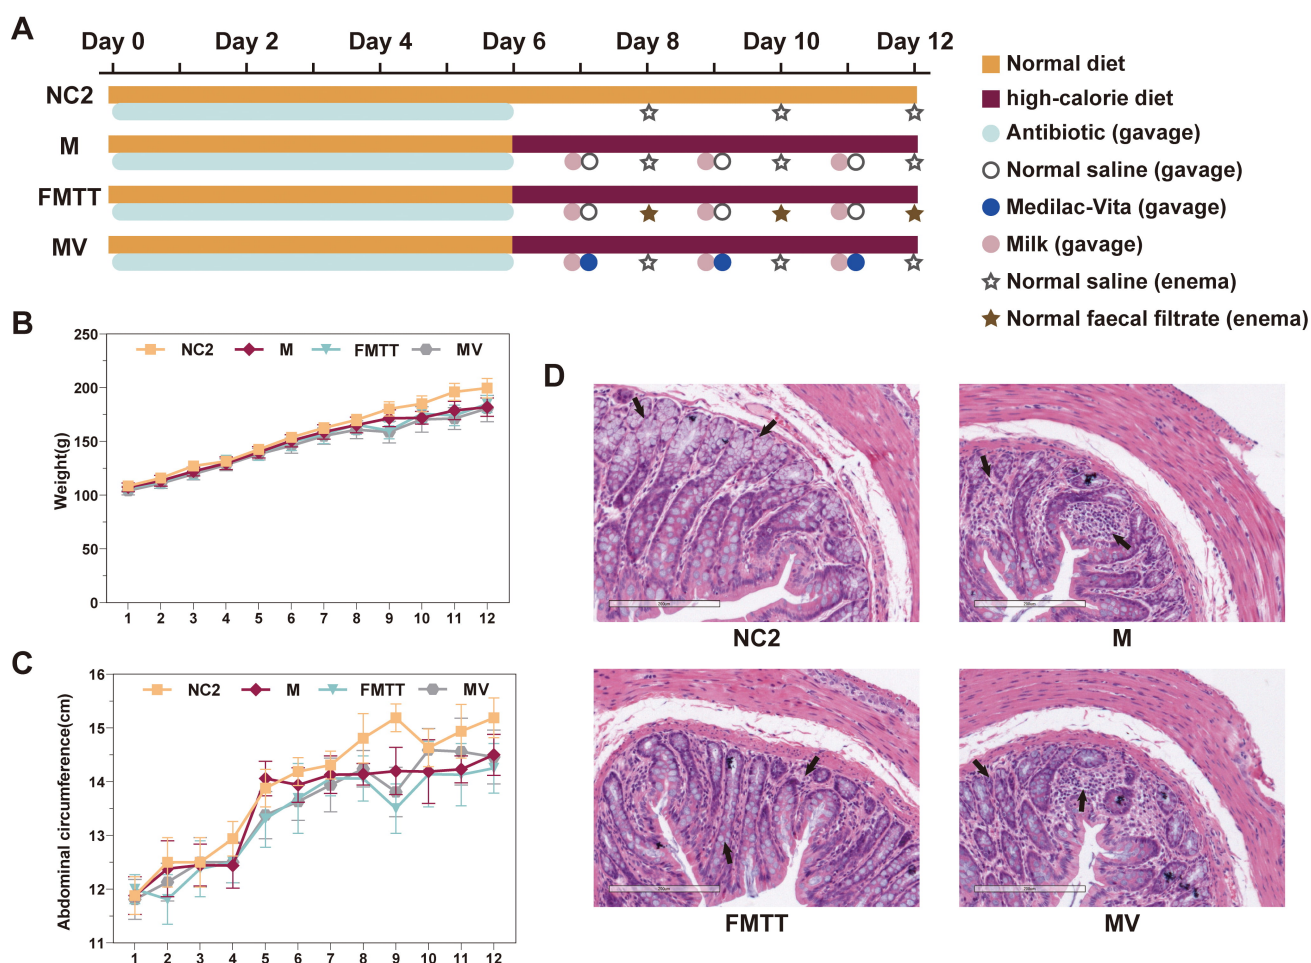 A
Day 0 Day 2 Day 4 Day 6 Day 8 Day 10 Day 12
NC2
M
FMTT
MV
Normal diet
high-calorie diet
Antibiotic (gavage)
Normal saline (gavage)
Medilac-Vita (gavage)
Milk (gavage)
Normal saline (enema)
Normal faecal filtrate (enema)
B
NC2 M FMTT MV
Weight(g)
250
200
150
100
50
0
1 2 3 4 5 6 7 8 9 10 11 12
C
NC2 M FMTT MV
Abdominal circumference(cm)
16
15
14
13
12
11
1 2 3 4 5 6 7 8 9 10 11 12
D
200um
200um
NC2 M
200um
200um
FMTT MV